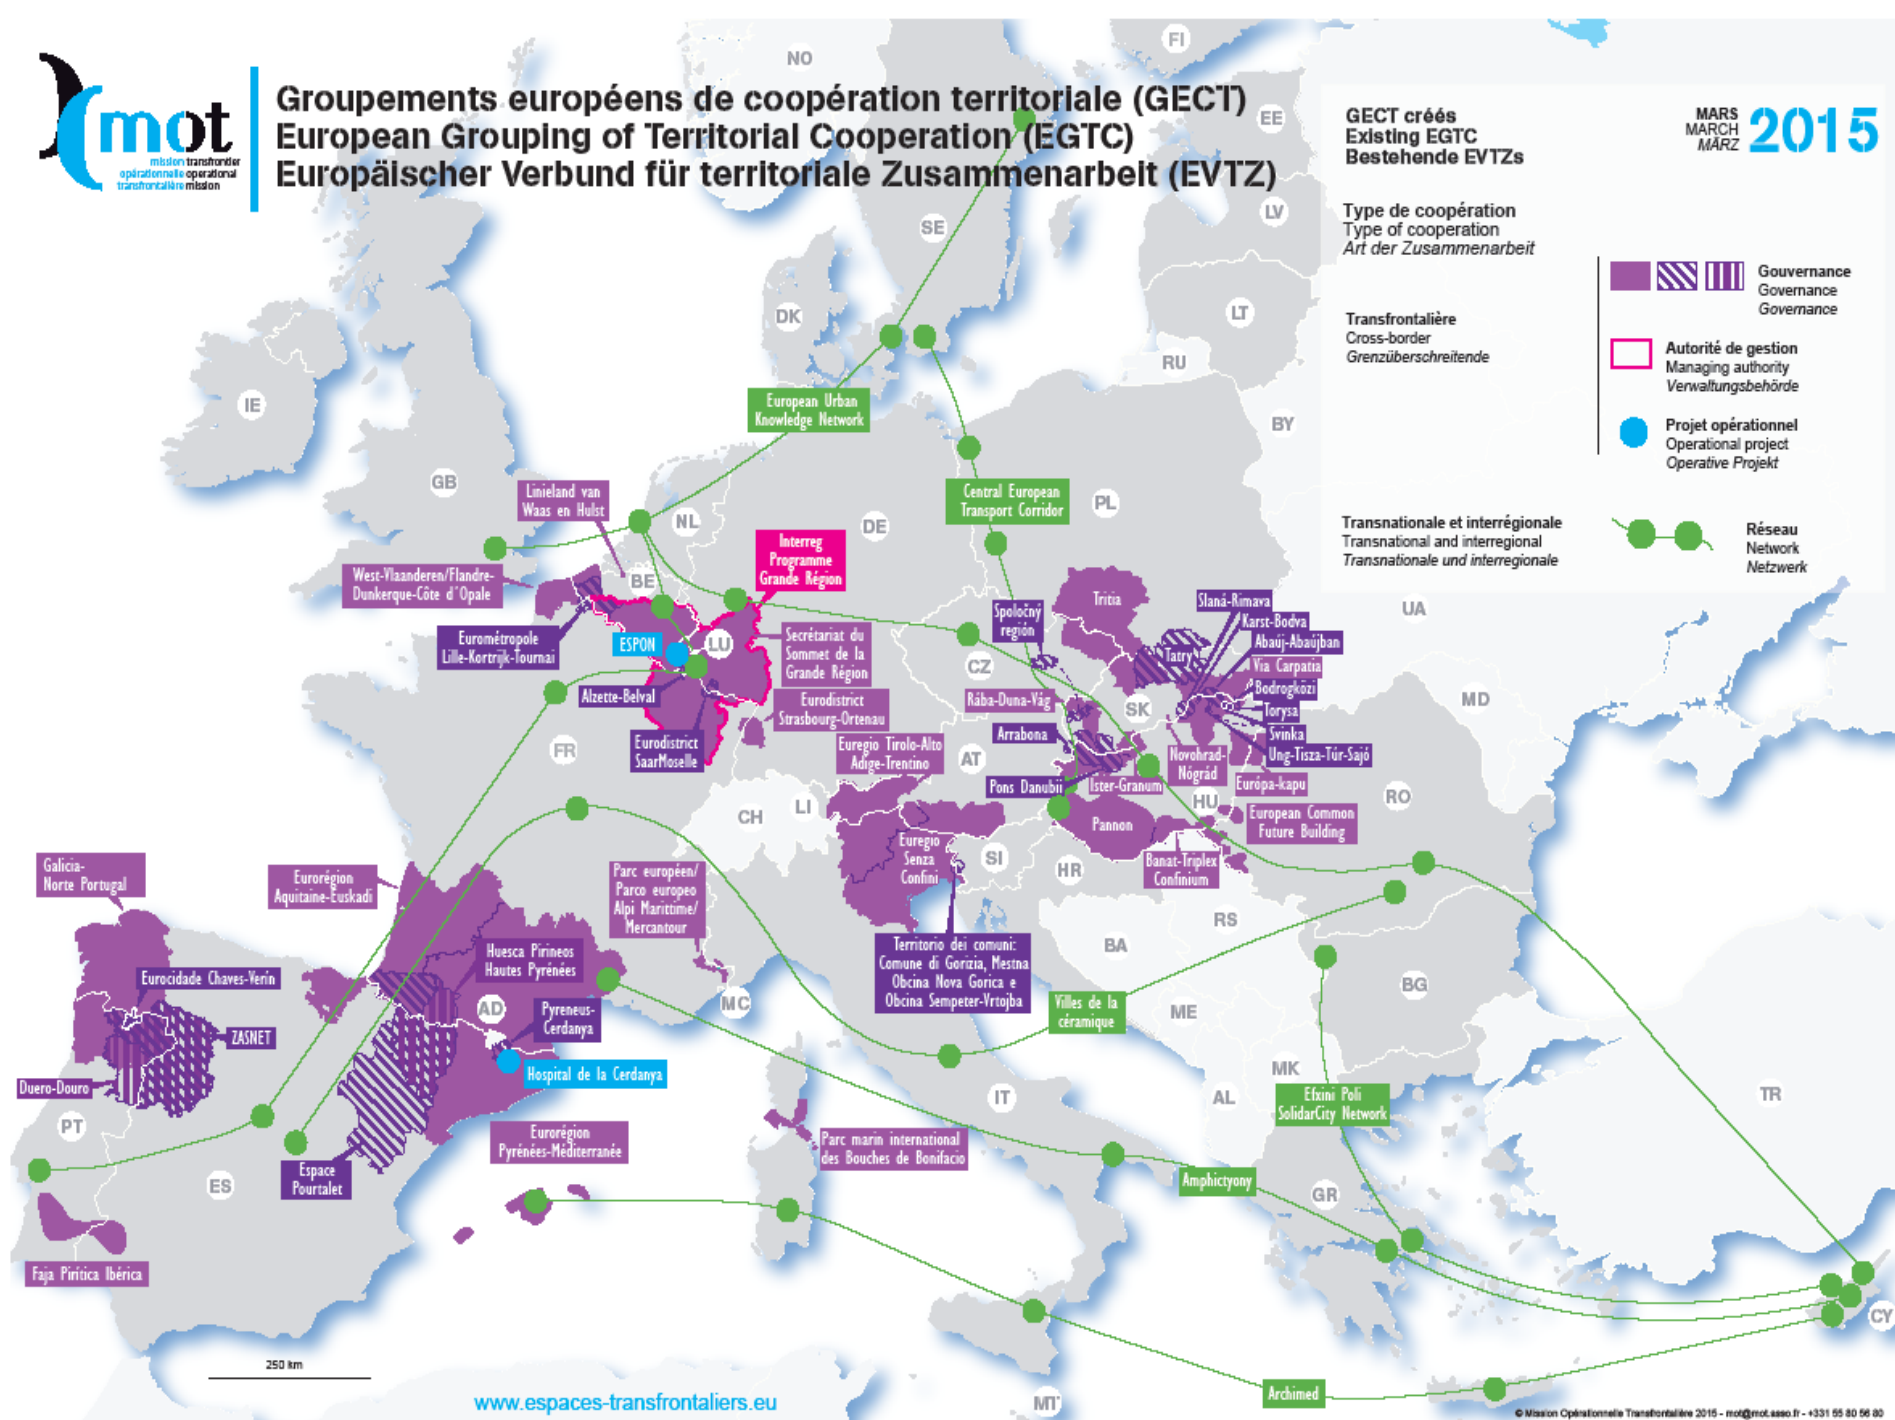 mot
mission transfrontier
opérationnelle operational
transfrontalière mission
Groupements européens de coopération territoriale (GECT)
European Grouping of Territorial Cooperation (EGTC)
Europäischer Verbund für territoriale Zusammenarbeit (EVTZ)
GECT créés
Existing EGTC
Bestehende EVTZs
MARS
MARCH
MÄRZ
2015
Type de coopération
Type of cooperation
Art der Zusammenarbeit
Gouvernance
Governance
Governance
Transfrontalière
Cross-border
Grenzüberschreitende
Autorité de gestion
Managing authority
Verwaltungsbehörde
Projet opérationnel
Operational project
Operative Projekt
Transnationale et interrégionale
Transnational and interregional
Transnationale und interregionale
Réseau
Network
Netzwerk
NO
FI
EE
SE
LV
DK
LT
RU
IE
BY
GB
NL
DE
PL
BE
LU
UA
CZ
SK
MD
FR
AT
CH
LI
HU
RO
SI
HR
RS
BA
BG
MC
AD
ME
MK
AL
IT
TR
PT
ES
GR
CY
MT
European Urban
Knowledge Network
Linieland van
Waas en Hulst
Central European
Transport Corridor
Interreg
Programme
Grande Région
West-Vlaanderen/Flandre-
Dunkerque-Côte d'Opale
Tritia
Slaná-Rimava
Spoločný
región
Karst-Bodva
Eurométropole
Lille-Kortrijk-Tournai
ESPON
Secrétariat du
Sommet de la
Grande Région
Abaúj-Abaújban
Tatry
Via Carpatia
Alzette-Belval
Eurodistrict
Strasbourg-Ortenau
Rába-Duna-Vág
Bodrogközi
Torysa
Svinka
Arrabona
Eurodistrict
SaarMoselle
Euregio Tirolo-Alto
Adige-Trentino
Novohrad-
Nógrád
Ung-Tisza-Túr-Sajó
Pons Danubii
Ister-Granum
Európa-kapu
Pannon
European Common
Future Building
Euregio
Senza
Confini
Banat-Triplex
Confinium
Galicia-
Norte Portugal
Eurorégion
Aquitaine-Euskadi
Parc européen/
Parco europeo
Alpi Marittime/
Mercantour
Huesca Pirineos
Hautes Pyrénées
Territorio dei comuni:
Comune di Gorizia, Mestna
Obcina Nova Gorica e
Obcina Sempeter-Vrtojba
Eurocidade Chaves-Verín
Pyreneus-
Cerdanya
Villes de la
céramique
ZASNET
Hospital de la Cerdanya
Duero-Douro
Efxini Poli
SolidarCity Network
Eurorégion
Pyrénées-Méditerranée
Parc marin international
des Bouches de Bonifacio
Espace
Pourtalet
Amphictyony
Faja Pirítica Ibérica
Archimed
250 km
www.espaces-transfrontaliers.eu
© Mission Opérationnelle Transfrontalière 2015 - mot@mot.asso.fr - +331 55 80 56 80